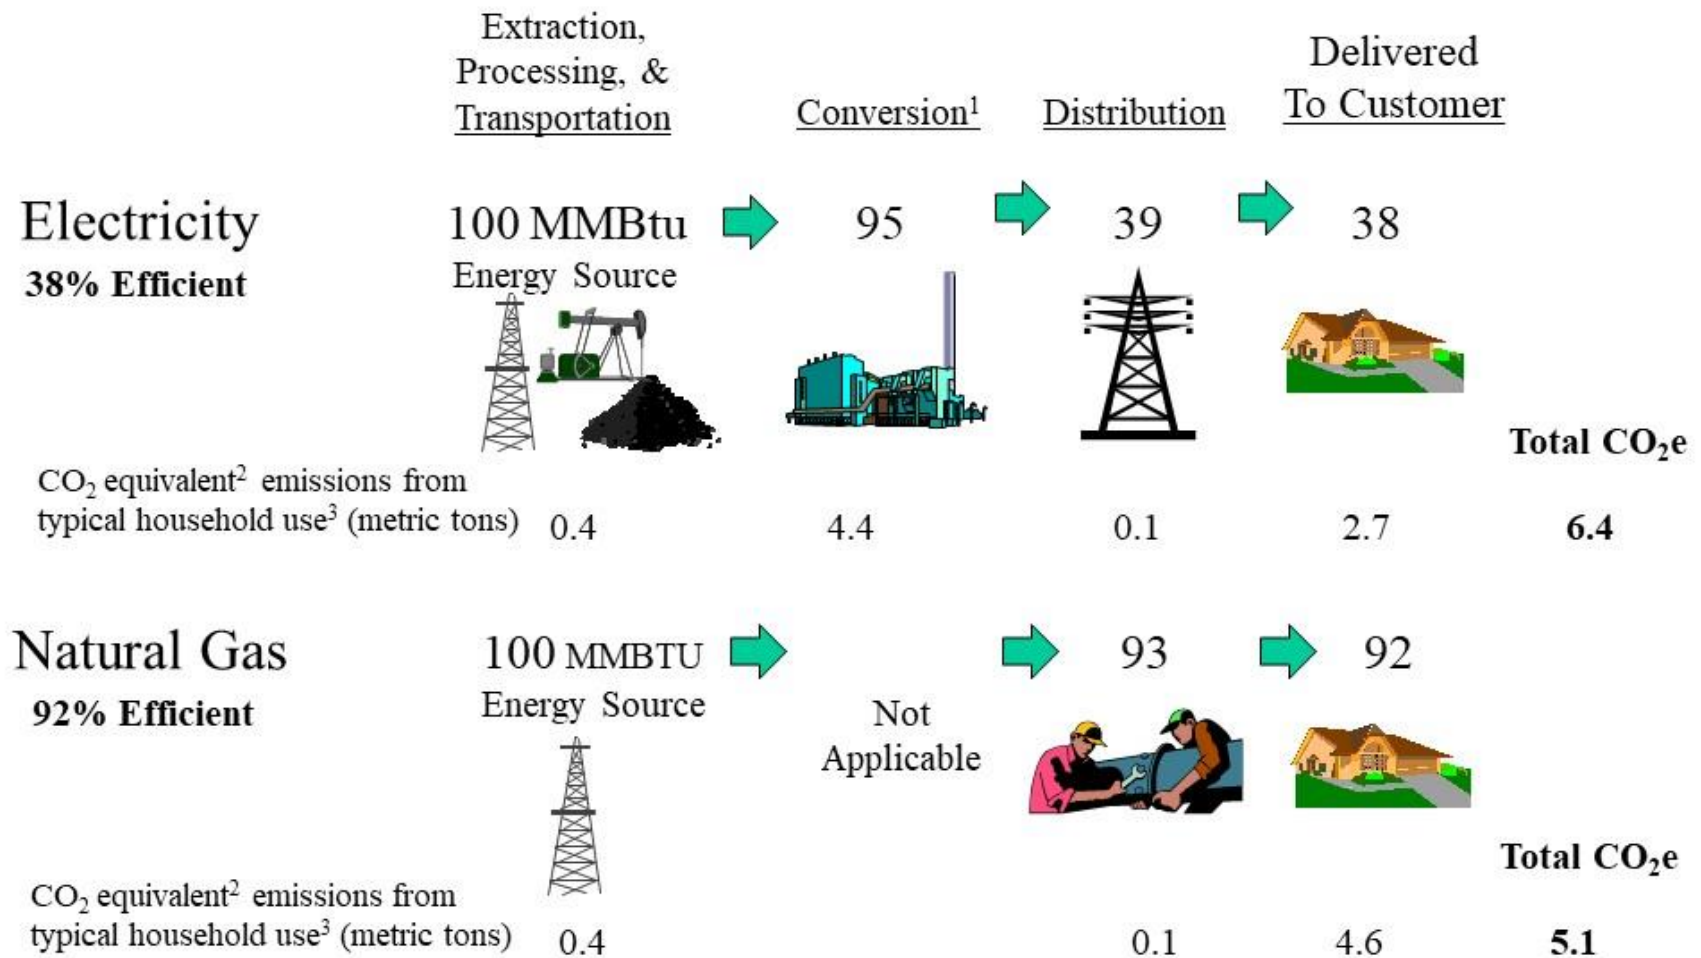 Extraction,
Processing, &
Transportation
Conversion¹
Distribution
Delivered
To Customer
Electricity
38% Efficient
100 MMBtu
Energy Source
95
39
38
Total CO₂e
CO₂ equivalent² emissions from
typical household use³ (metric tons)
0.4
4.4
0.1
2.7
6.4
Natural Gas
92% Efficient
100 MMBTU
Energy Source
Not
Applicable
93
92
Total CO₂e
CO₂ equivalent² emissions from
typical household use³ (metric tons)
0.4
0.1
4.6
5.1